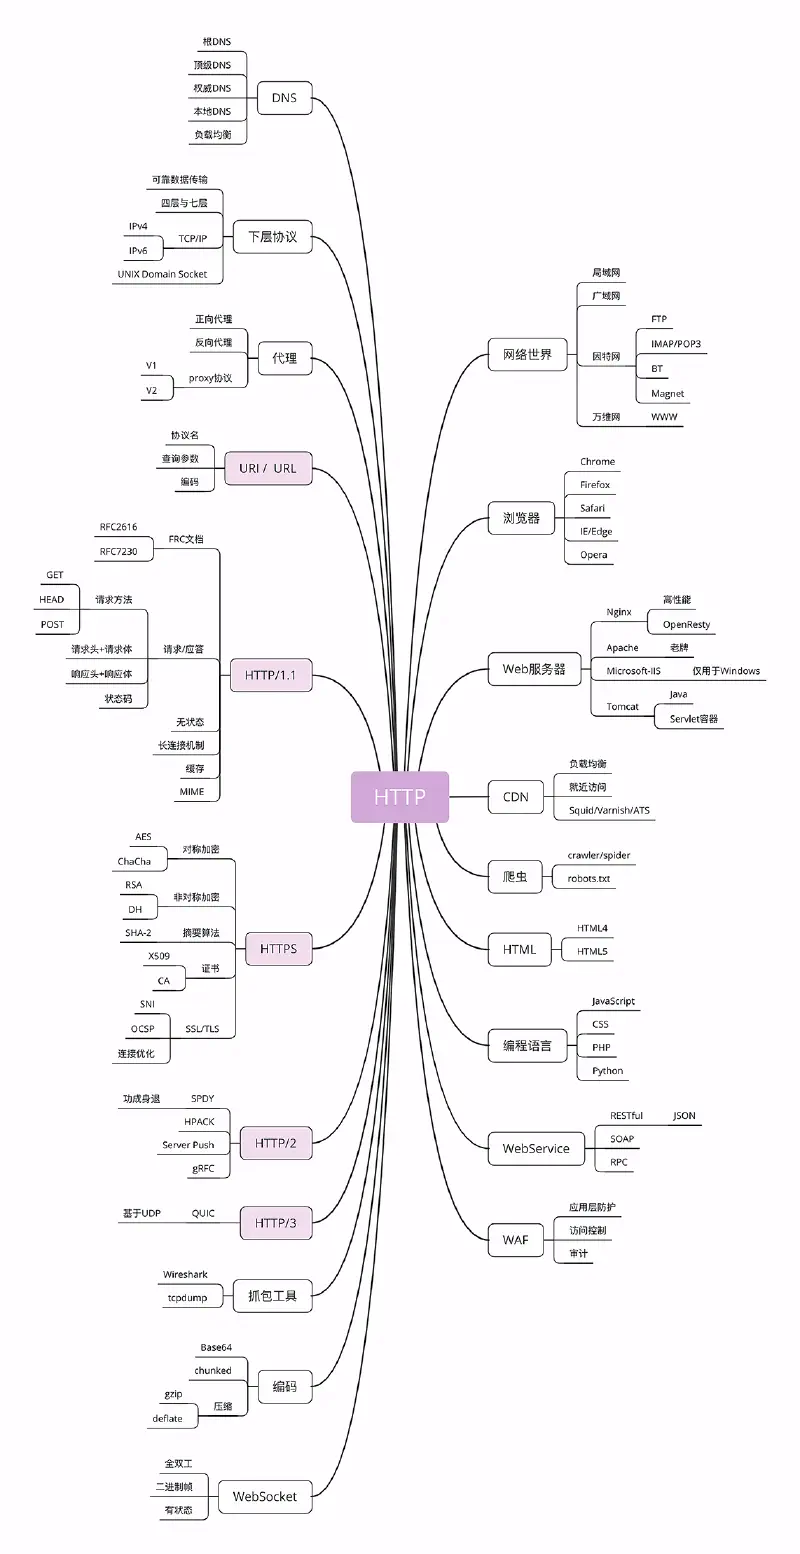 根DNS
顶级DNS
权威DNS
本地DNS
负载均衡
DNS
可靠数据传输
四层与七层
IPv4
IPv6
TCP/IP
UNIX Domain Socket
下层协议
正向代理
反向代理
V1
V2
proxy协议
代理
协议名
查询参数
编码
URI / URL
RFC2616
RFC7230
FRC文档
GET
HEAD
POST
请求方法
请求头+请求体
响应头+响应体
状态码
请求/应答
无状态
长连接机制
缓存
MIME
HTTP/1.1
AES
ChaCha
对称加密
RSA
DH
非对称加密
SHA-2
摘要算法
X509
CA
证书
SNI
OCSP
连接优化
SSL/TLS
HTTPS
功成身退
SPDY
HPACK
Server Push
gRFC
HTTP/2
基于UDP
QUIC
HTTP/3
Wireshark
tcpdump
抓包工具
Base64
chunked
gzip
deflate
压缩
编码
全双工
二进制帧
有状态
WebSocket
HTTP
网络世界
局域网
广域网
因特网
FTP
IMAP/POP3
BT
Magnet
万维网
WWW
浏览器
Chrome
Firefox
Safari
IE/Edge
Opera
Web服务器
Nginx
高性能
OpenResty
Apache
老牌
Microsoft-IIS
仅用于Windows
Tomcat
Java
Servlet容器
CDN
负载均衡
就近访问
Squid/Varnish/ATS
爬虫
crawler/spider
robots.txt
HTML
HTML4
HTML5
编程语言
JavaScript
CSS
PHP
Python
WebService
RESTful
JSON
SOAP
RPC
WAF
应用层防护
访问控制
审计